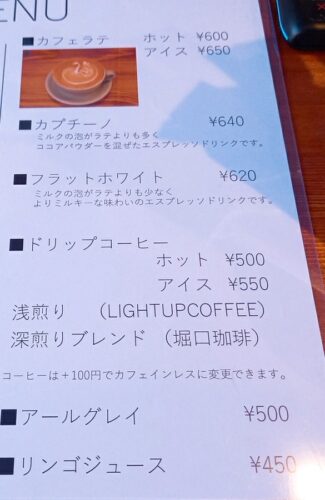 MENU
■カフェラテ ホット ¥600
アイス ¥650
■カプチーノ ¥640
ミルクの泡がラテよりも多く
ココアパウダーを混ぜたエスプレッソドリンクです。
■フラットホワイト ¥620
ミルクの泡がラテよりも少なく
よりミルキーな味わいのエスプレッソドリンクです。
■ドリップコーヒー
ホット ¥500
アイス ¥550
浅煎り (LIGHTUPCOFFEE)
深煎りブレンド (堀口珈琲)
コーヒーは＋100円でカフェインレスに変更できます。
■アールグレイ ¥500
■リンゴジュース ¥450